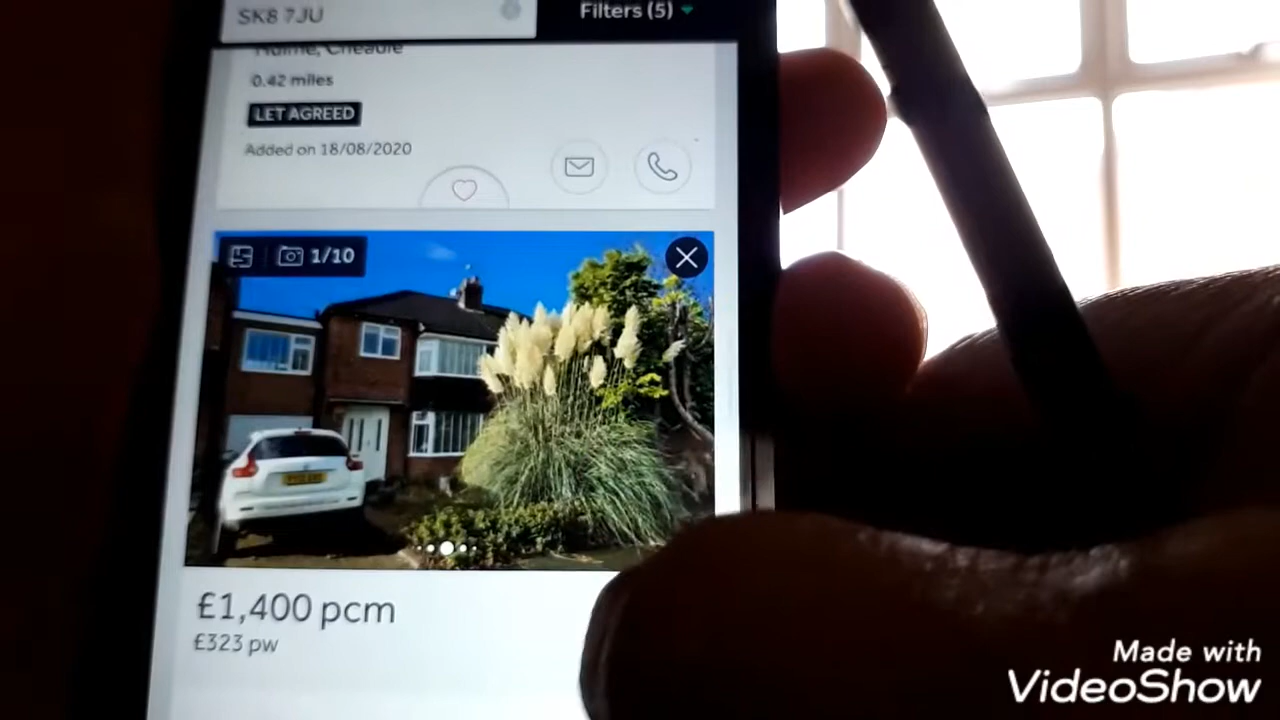 SK8 7JU
Filters (5)
Hulme, Cheadle
0.42 miles
LET AGREED
Added on 18/08/2020
1/10
£1,400 pcm
£323 pw
Made with
VideoShow